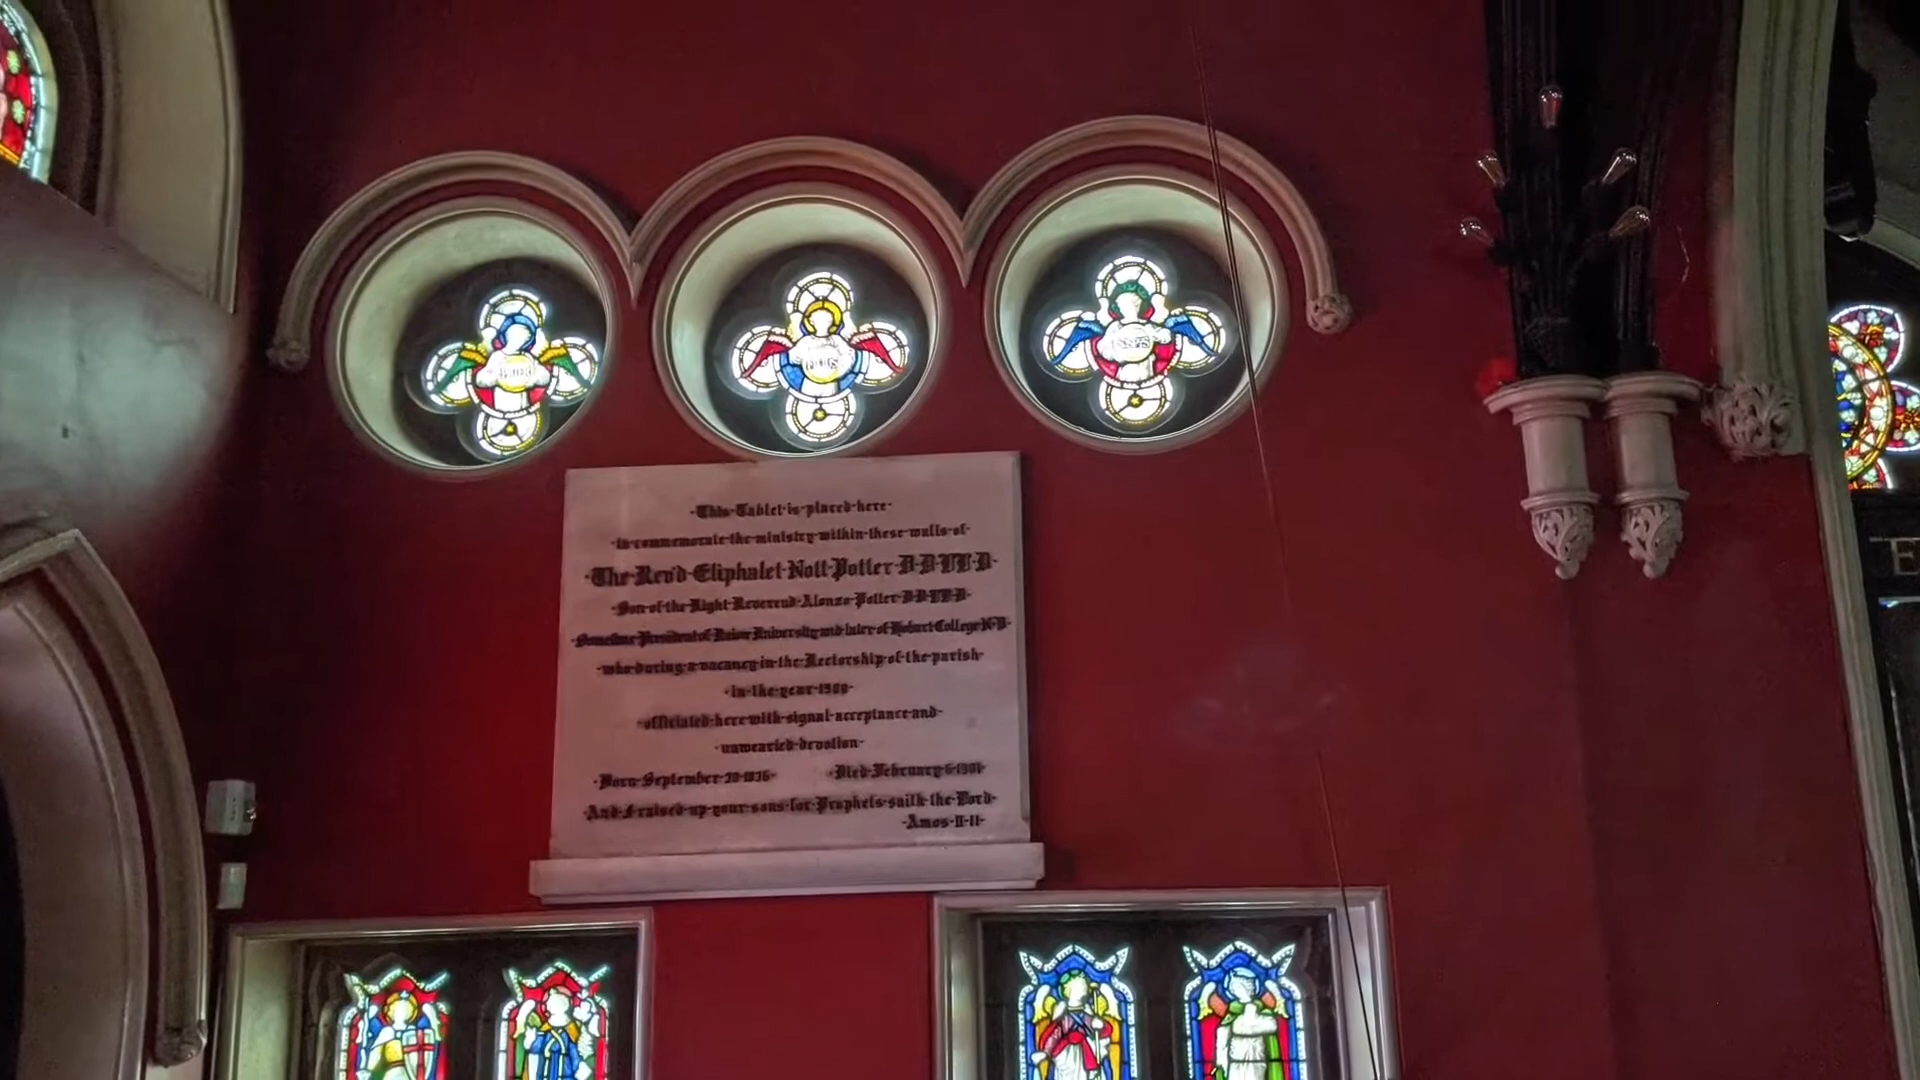 ·This·Tablet·is·placed·here·
·to·commemorate·the·ministry·within·these·walls·of·
·The·Rev'd·Eliphalet·Nott·Potter·D·D·LL·D·
·Son·of·the·Right·Reverend·Alonzo·Potter·D·D·LL·D·
·Sometime·President·of·Union·University·and·later·of·Hobart·College·N·Y·
·who·during·a·vacancy·in·the·Rectorship·of·the·parish·
·in·the·year·1900·
·officiated·here·with·signal·acceptance·and·
·unwearied·devotion·
·Born·September·20·1836· ·Died·February·6·1901·
·And·I·raised·up·your·sons·for·Prophets·saith·the·Lord·
·Amos·II·11·
E